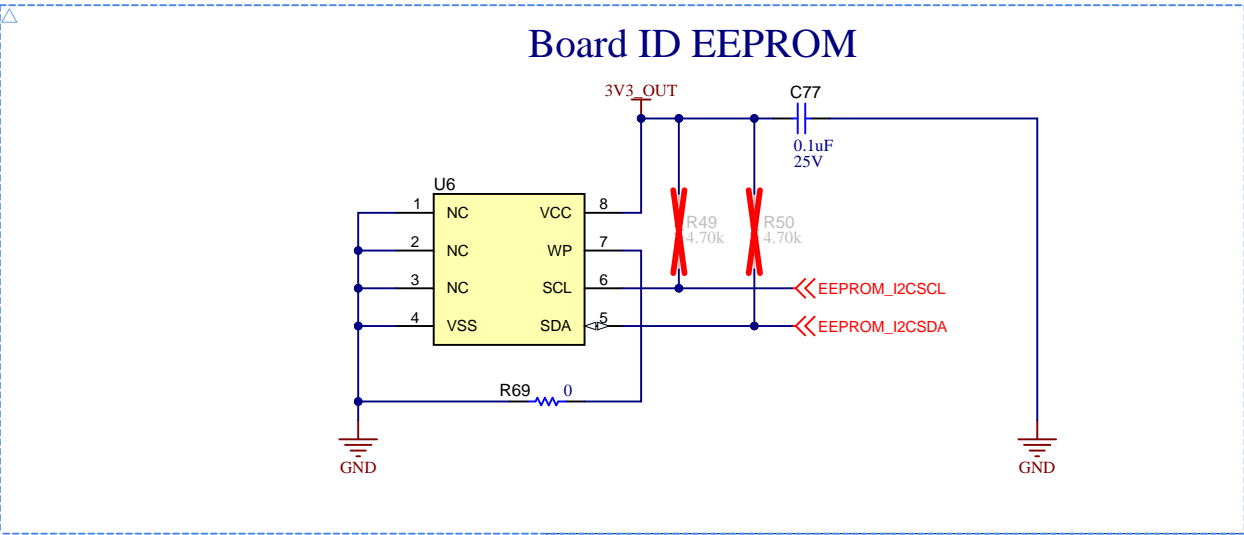 Board ID EEPROM
3V3_OUT
C77
0.1uF
25V
U6
1 NC VCC 8
2 NC WP 7
3 NC SCL 6
4 VSS SDA 5
R49
4.70k
R50
4.70k
EEPROM_I2CSCL
EEPROM_I2CSDA
R69 0
GND
GND